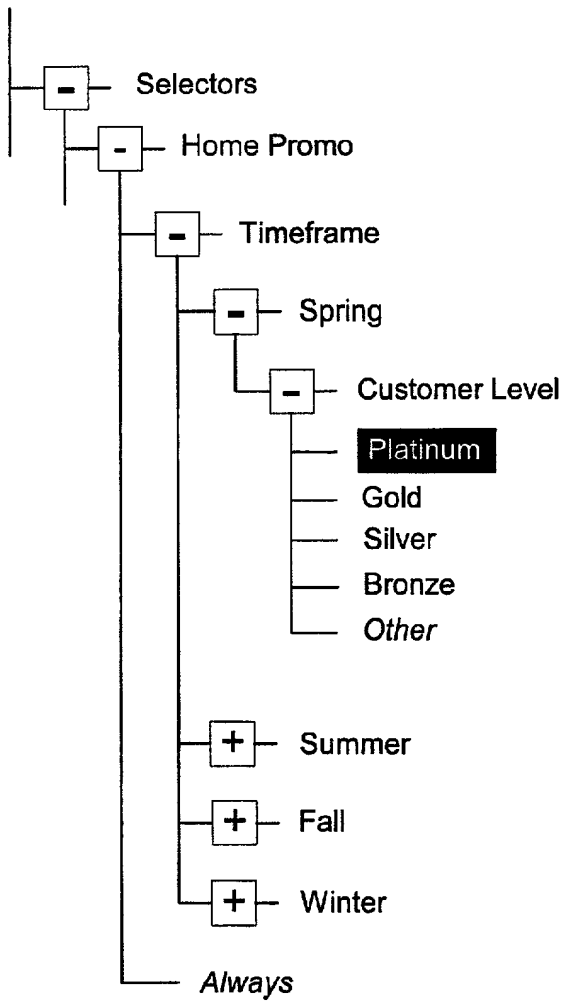 Selectors
Home Promo
Timeframe
Spring
Customer Level
Platinum
Gold
Silver
Bronze
Other
Summer
Fall
Winter
Always